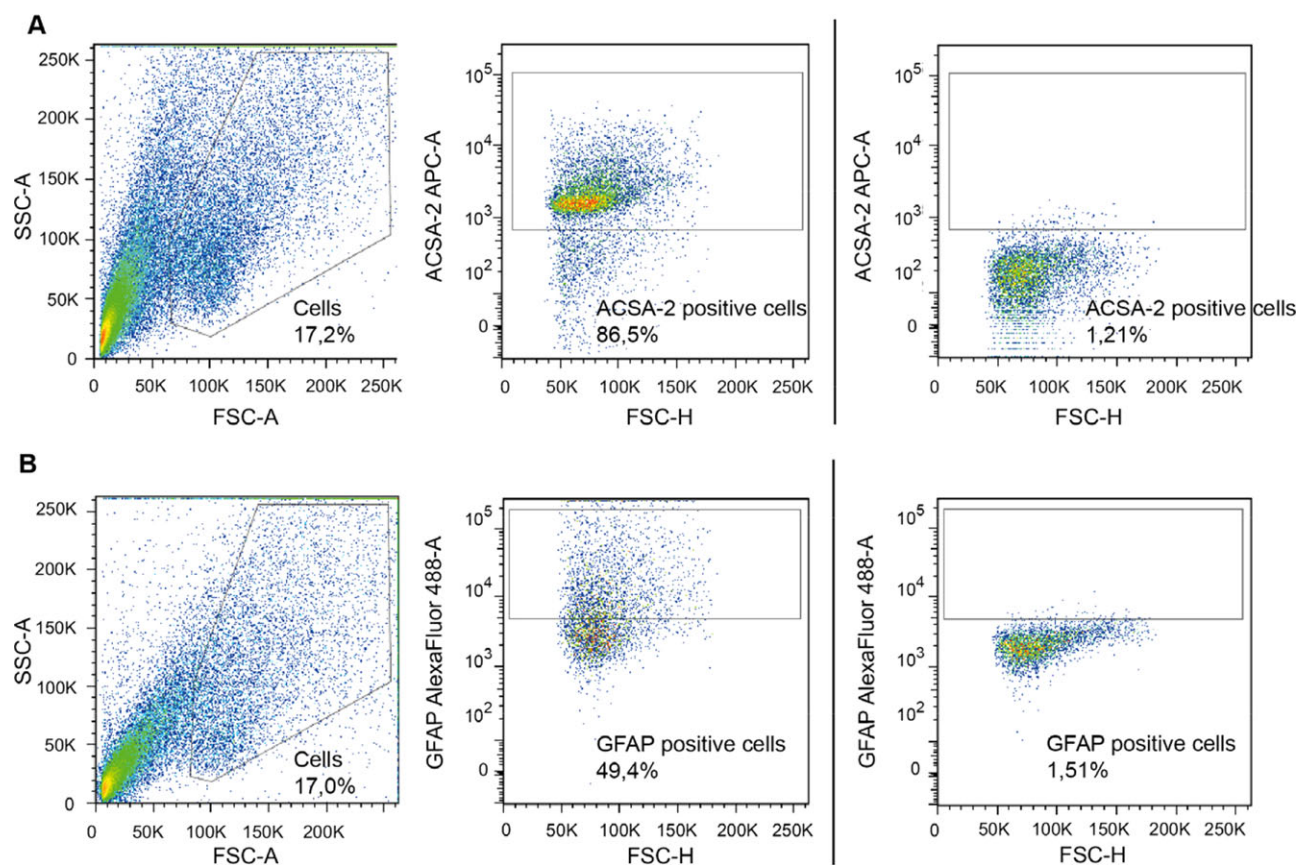 A
250K
200K
150K
100K
50K
0
SSC-A
Cells
17,2%
0 50K 100K 150K 200K 250K
FSC-A
10⁵
10⁴
10³
10²
0
ACSA-2 APC-A
ACSA-2 positive cells
86,5%
0 50K 100K 150K 200K 250K
FSC-H
10⁵
10⁴
10³
10²
0
ACSA-2 APC-A
ACSA-2 positive cells
1,21%
0 50K 100K 150K 200K 250K
FSC-H
B
250K
200K
150K
100K
50K
0
SSC-A
Cells
17,0%
0 50K 100K 150K 200K
FSC-A
10⁵
10⁴
10³
10²
0
GFAP AlexaFluor 488-A
GFAP positive cells
49,4%
0 50K 100K 150K 200K 250K
FSC-H
10⁵
10⁴
10³
10²
0
GFAP AlexaFluor 488-A
GFAP positive cells
1,51%
50K 100K 150K 200K 250K
FSC-H